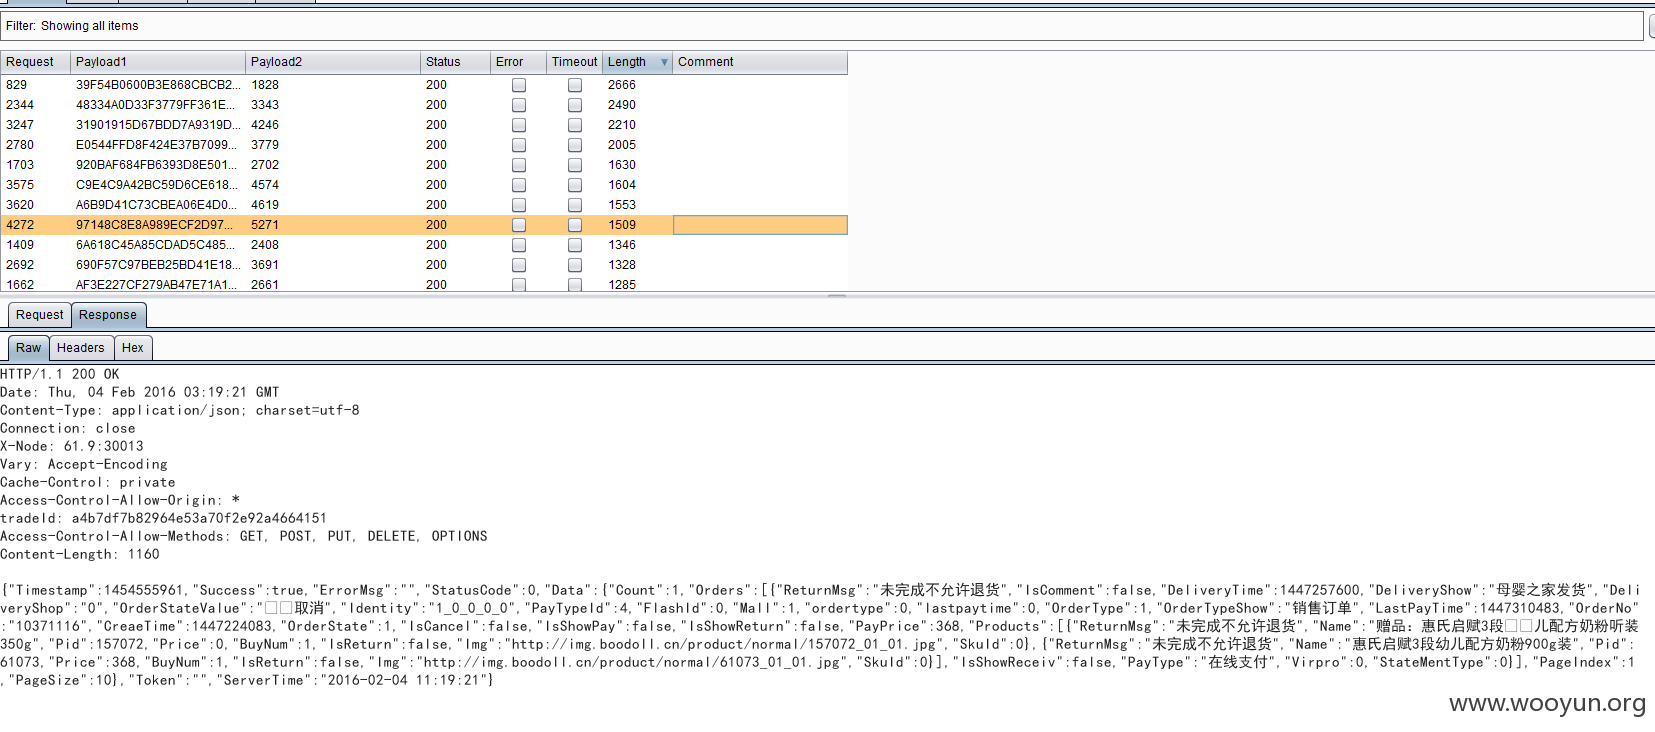 Filter: Showing all items
Request Payload1 Payload2 Status Error Timeout Length Comment
829 39F54B0600B3E868CBCB2... 1828 200 2666
2344 48334A0D33F3779FF361E... 3343 200 2490
3247 31901915D67BDD7A9319D... 4246 200 2210
2780 E0544FFD8F424E37B7099... 3779 200 2005
1703 920BAF684FB6393D8E501... 2702 200 1630
3575 C9E4C9A42BC59D6CE618... 4574 200 1604
3620 A6B9D41C73CBEA06E4D0... 4619 200 1553
4272 97148C8E8A989ECF2D97... 5271 200 1509
1409 6A618C45A85CDAD5C485... 2408 200 1346
2692 690F57C97BEB25BD41E18... 3691 200 1328
1662 AF3E227CF279AB47E71A1... 2661 200 1285
Request Response
Raw Headers Hex
HTTP/1.1 200 OK
Date: Thu, 04 Feb 2016 03:19:21 GMT
Content-Type: application/json; charset=utf-8
Connection: close
X-Node: 61.9:30013
Vary: Accept-Encoding
Cache-Control: private
Access-Control-Allow-Origin: *
tradeId: a4b7df7b82964e53a70f2e92a4664151
Access-Control-Allow-Methods: GET, POST, PUT, DELETE, OPTIONS
Content-Length: 1160
{"Timestamp":1454555961,"Success":true,"ErrorMsg":"","StatusCode":0,"Data":{"Count":1,"Orders":[{"ReturnMsg":"未完成不允许退货","IsComment":false,"DeliveryTime":1447257600,"DeliveryShow":"母婴之家发货","Deli
veryShop":"0","OrderStateValue":"□□取消","Identity":"1_0_0_0_0","PayTypeId":4,"FlashId":0,"Mall":1,"ordertype":0,"lastpaytime":0,"OrderType":1,"OrderTypeShow":"销售订单","LastPayTime":1447310483,"OrderNo"
:"10371116","CreaeTime":1447224083,"OrderState":1,"IsCancel":false,"IsShowPay":false,"IsShowReturn":false,"PayPrice":368,"Products":[{"ReturnMsg":"未完成不允许退货","Name":"赠品：惠氏启赋3段□□儿配方奶粉听装
350g","Pid":157072,"Price":0,"BuyNum":1,"IsReturn":false,"Img":"http://img.boodoll.cn/product/normal/157072_01_01.jpg","SkuId":0},{"ReturnMsg":"未完成不允许退货","Name":"惠氏启赋3段幼儿配方奶粉900g装","Pid":
61073,"Price":368,"BuyNum":1,"IsReturn":false,"Img":"http://img.boodoll.cn/product/normal/61073_01_01.jpg","SkuId":0}],"IsShowReceiv":false,"PayType":"在线支付","Virpro":0,"StateMentType":0}],"PageIndex":1
,"PageSize":10},"Token":"","ServerTime":"2016-02-04 11:19:21"}
www.wooyun.org